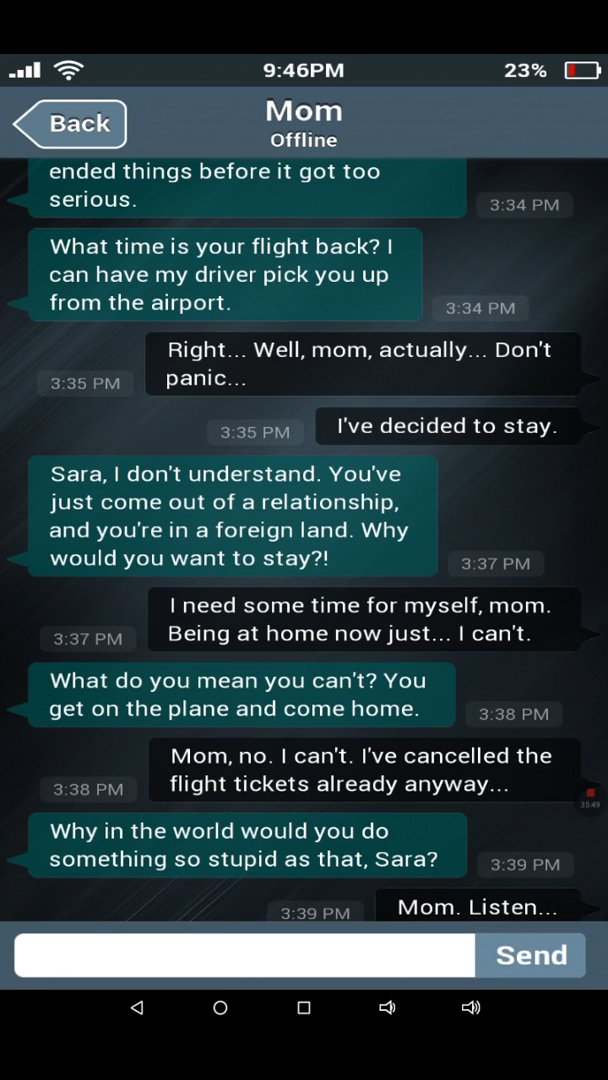 9:46PM
23%
Back
Mom
Offline
ended things before it got too
serious.
3:34 PM
What time is your flight back? I
can have my driver pick you up
from the airport.
3:34 PM
Right... Well, mom, actually... Don't
panic...
3:35 PM
I've decided to stay.
3:35 PM
Sara, I don't understand. You've
just come out of a relationship,
and you're in a foreign land. Why
would you want to stay?!
3:37 PM
I need some time for myself, mom.
Being at home now just... I can't.
3:37 PM
What do you mean you can't? You
get on the plane and come home.
3:38 PM
Mom, no. I can't. I've cancelled the
flight tickets already anyway...
3:38 PM
35:49
Why in the world would you do
something so stupid as that, Sara?
3:39 PM
Mom. Listen...
3:39 PM
Send